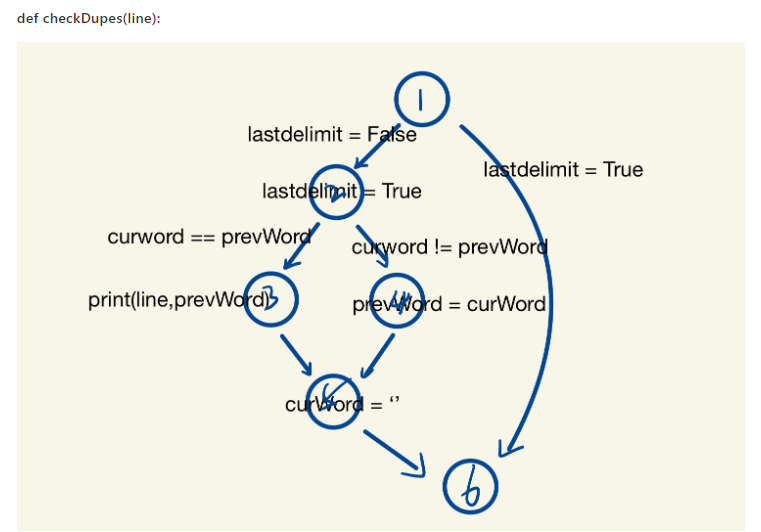 def checkDupes(line):
1
lastdelimit = False
lastdelimit = True
2
lastdelimit = True
curword == prevWord
curword != prevWord
print(line,prevWord)
3
4
prevWord = curWord
5
curWord = ‘’
6